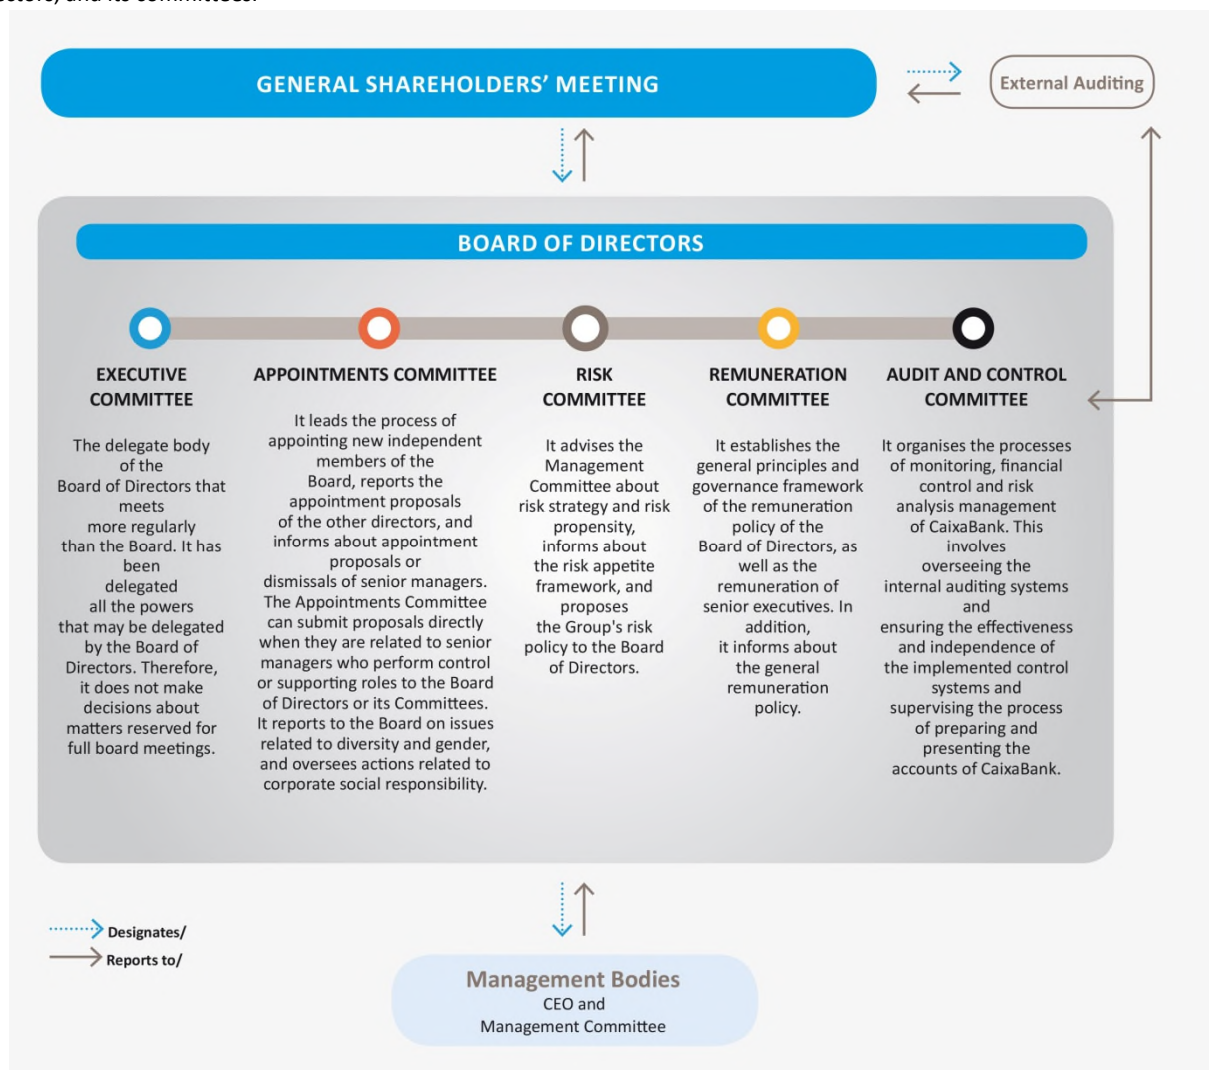 GENERAL SHAREHOLDERS' MEETING
External Auditing
BOARD OF DIRECTORS
EXECUTIVE
COMMITTEE
The delegate body
of the
Board of Directors that
meets
more regularly
than the Board. It has
been
delegated
all the powers
that may be delegated
by the Board of
Directors. Therefore,
it does not make
decisions about
matters reserved for
full board meetings.
APPOINTMENTS COMMITTEE
It leads the process of
appointing new independent
members of the
Board, reports the
appointment proposals
of the other directors, and
informs about appointment
proposals or
dismissals of senior managers.
The Appointments Committee
can submit proposals directly
when they are related to senior
managers who perform control
or supporting roles to the Board
of Directors or its Committees.
It reports to the Board on issues
related to diversity and gender,
and oversees actions related to
corporate social responsibility.
RISK
COMMITTEE
It advises the
Management
Committee about
risk strategy and risk
propensity,
informs about
the risk appetite
framework, and
proposes
the Group's risk
policy to the Board
of Directors.
REMUNERATION
COMMITTEE
It establishes the
general principles and
governance framework
of the remuneration
policy of the
Board of Directors, as
well as the
remuneration of
senior executives. In
addition,
it informs about
the general
remuneration
policy.
AUDIT AND CONTROL
COMMITTEE
It organises the processes
of monitoring, financial
control and risk
analysis management
of CaixaBank. This
involves
overseeing the
internal auditing systems
and
ensuring the effectiveness
and independence of
the implemented control
systems and
supervising the process
of preparing and
presenting the
accounts of CaixaBank.
Designates/
Reports to/
Management Bodies
CEO and
Management Committee